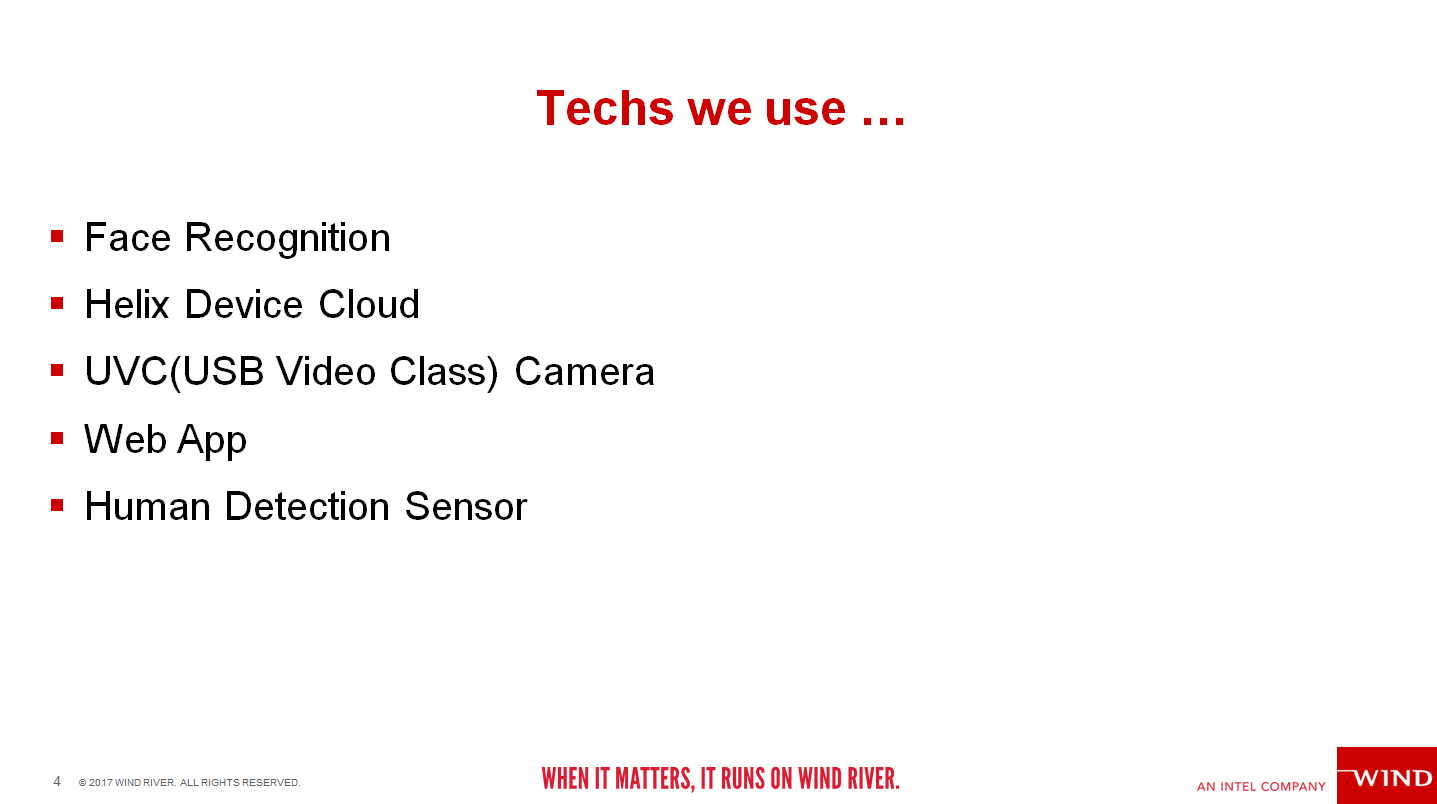 Techs we use …
Face Recognition
Helix Device Cloud
UVC(USB Video Class) Camera
Web App
Human Detection Sensor
4 © 2017 WIND RIVER. ALL RIGHTS RESERVED.
WHEN IT MATTERS, IT RUNS ON WIND RIVER.
AN INTEL COMPANY
WIND